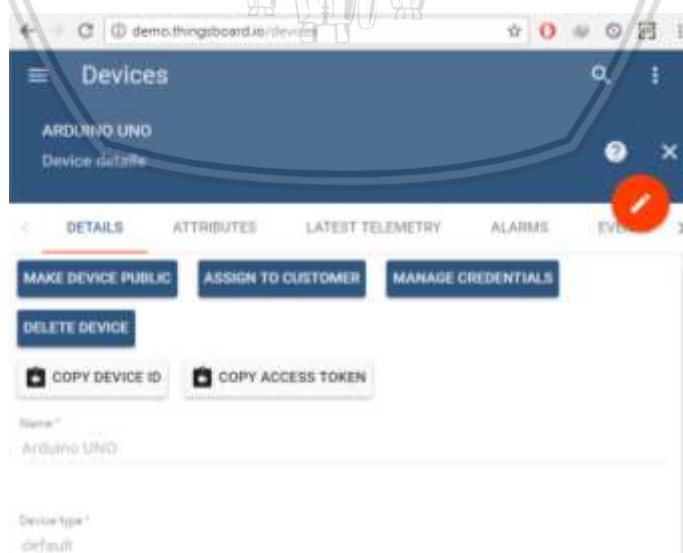 demo.thingsboard.io/devices
Devices
ARDUINO UNO
Device details
DETAILS ATTRIBUTES LATEST TELEMETRY ALARMS
MAKE DEVICE PUBLIC ASSIGN TO CUSTOMER MANAGE CREDENTIALS
DELETE DEVICE
COPY DEVICE ID COPY ACCESS TOKEN
Name *
Arduino UNO
Device type *
default